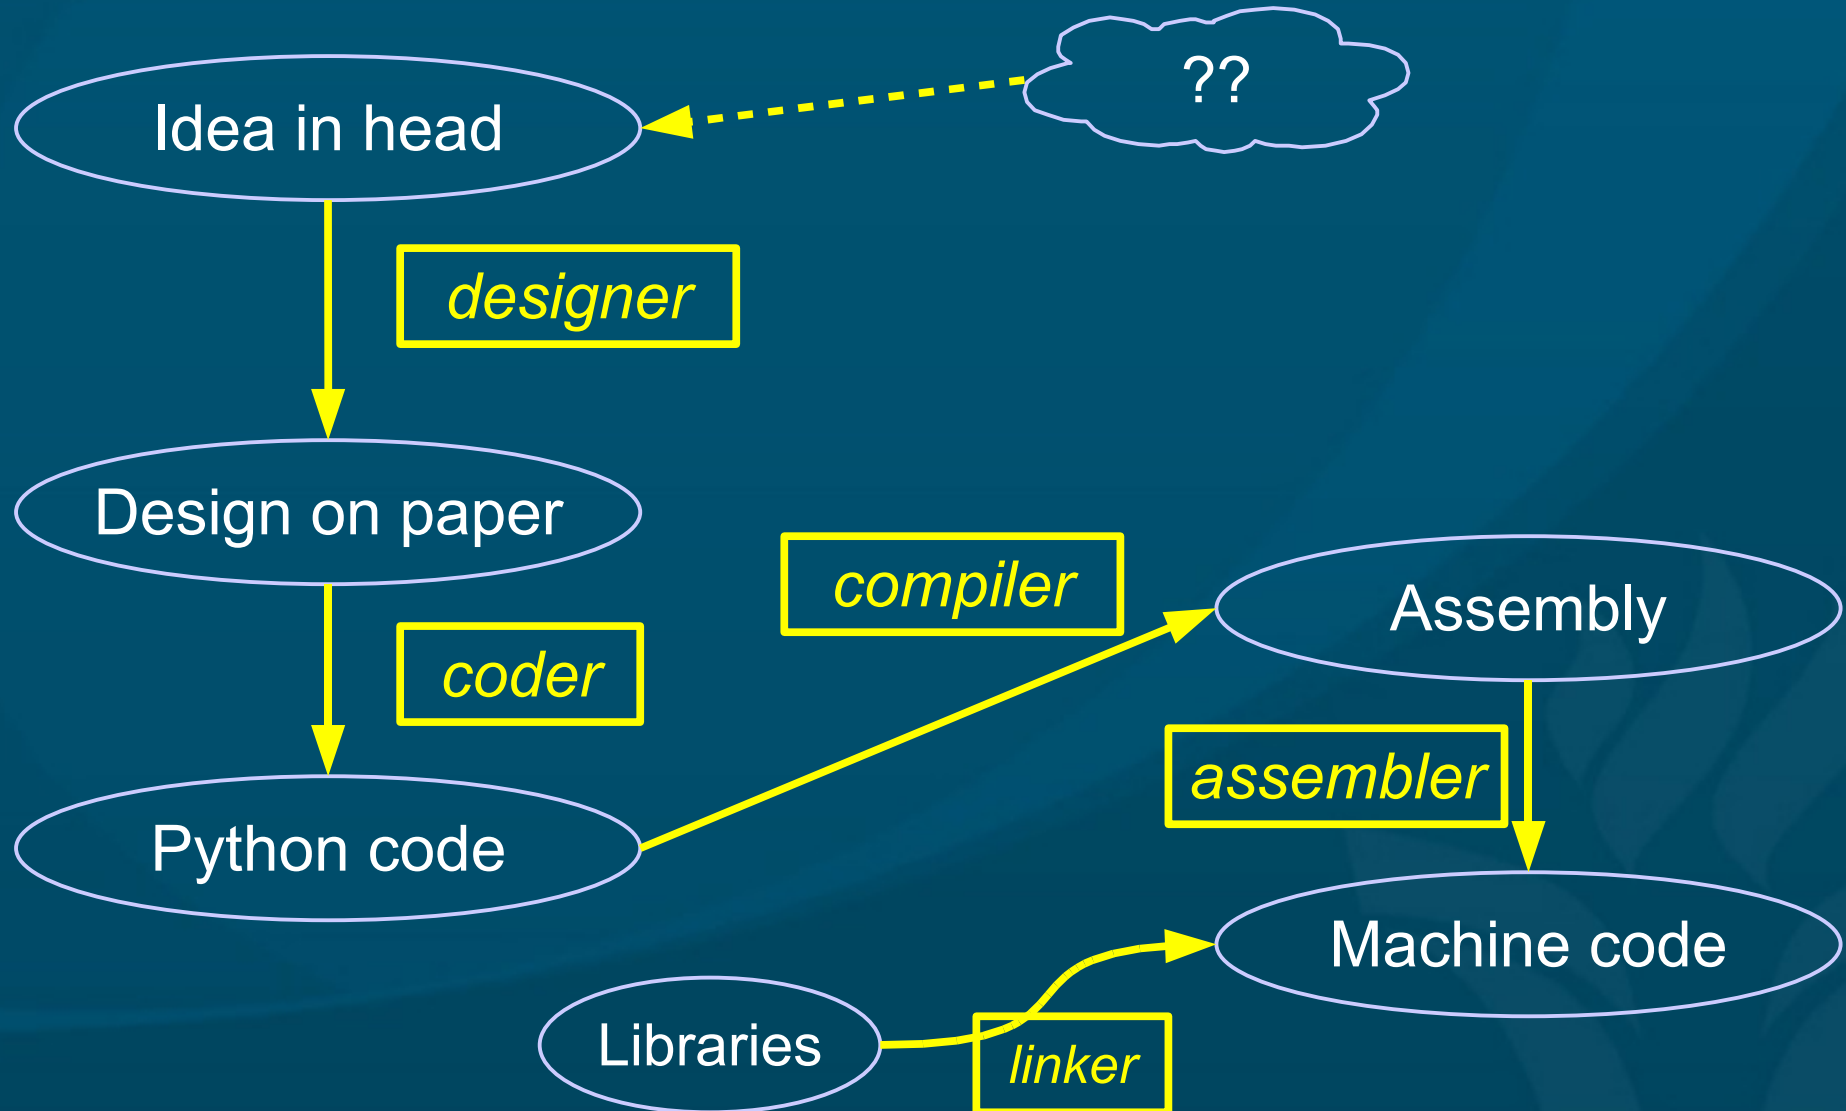 ??
Idea in head
designer
Design on paper
compiler
Assembly
coder
assembler
Python code
Machine code
Libraries
linker